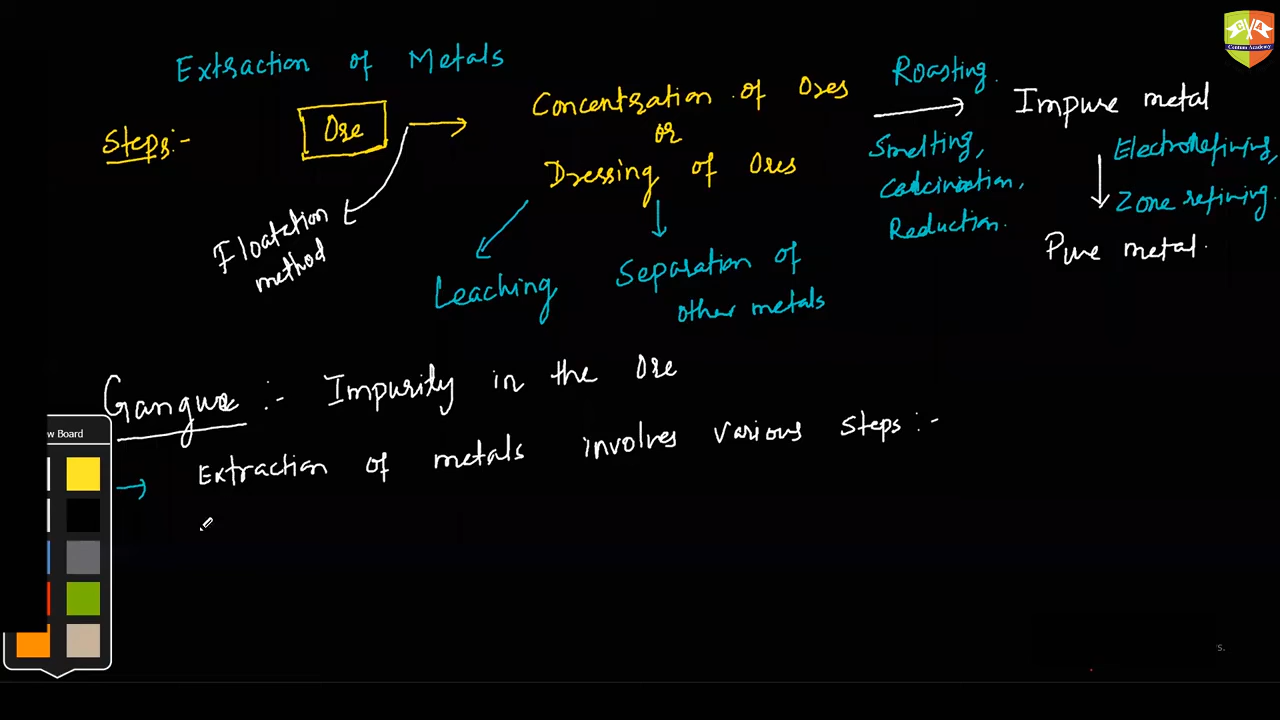 Extraction of Metals
Steps:-
Ore
Concentration of Ores
or
Dressing of Ores
Roasting.
Smelting,
Calcination,
Reduction.
Impure metal
Electrorefining,
Zone refining.
Pure metal.
Floatation
method
Leaching
Separation of
other metals
Gangue :- Impurity in the Ore
Extraction of metals involves various steps:-
w Board
Centum Academy
s.